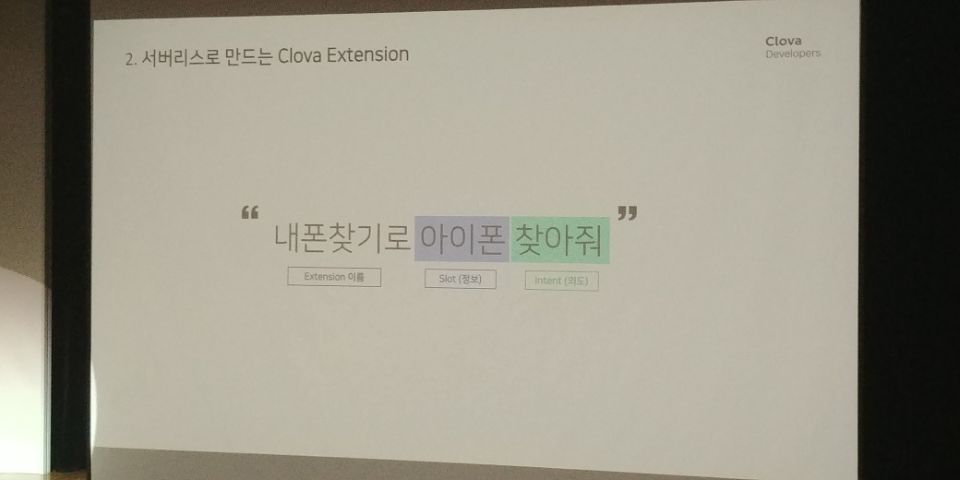 2. 서버리스로 만드는 Clova Extension
Clova
Developers
“ 내폰찾기로 아이폰 찾아줘 ”
Extension 이름
Slot (정보)
Intent (의도)